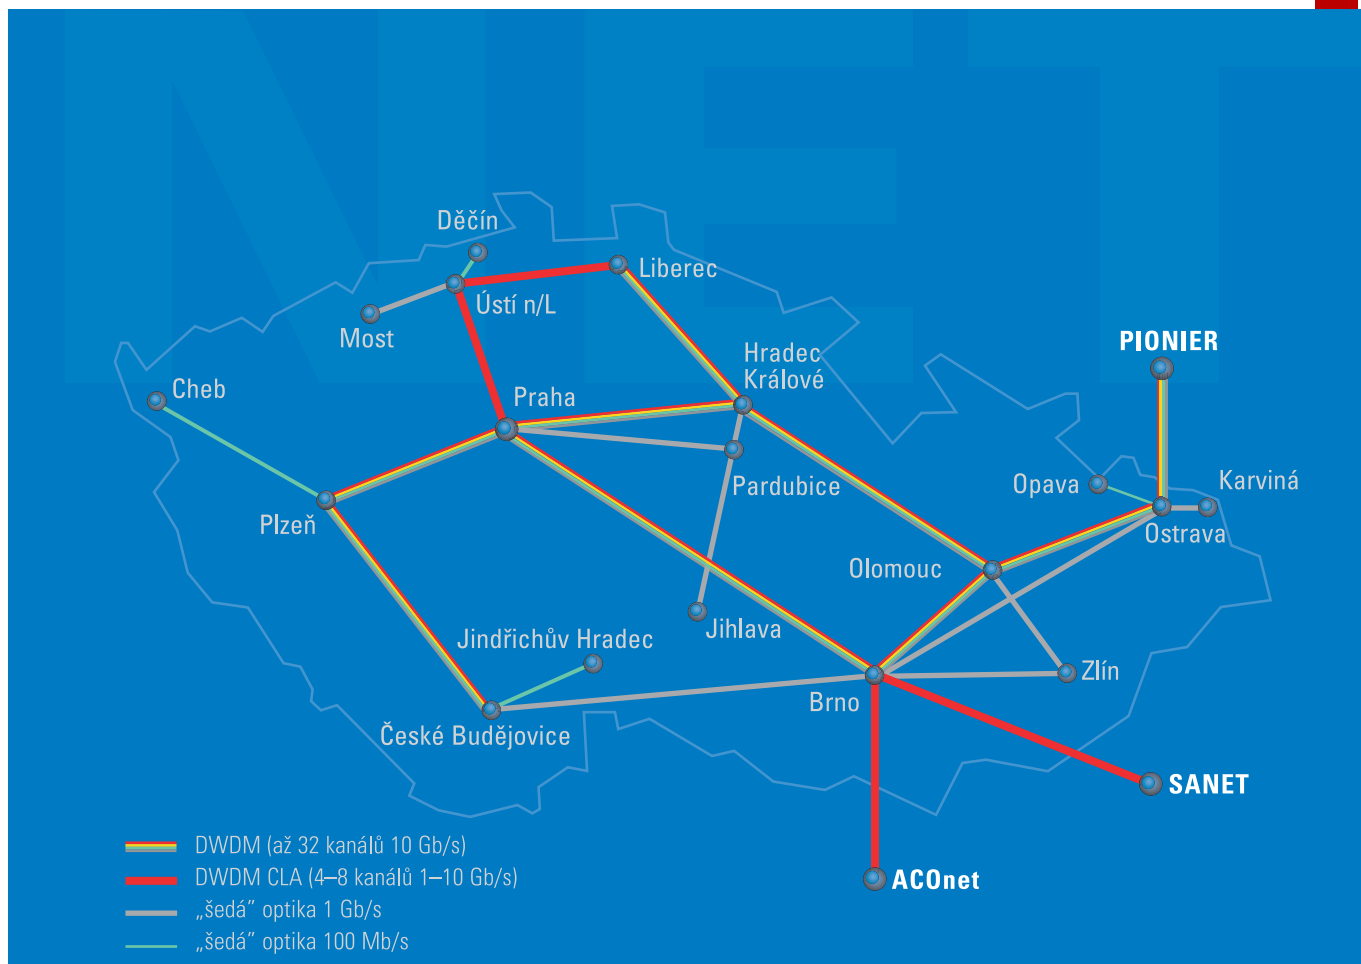 NET
Děčín
Liberec
Ústí n/L
Most
PIONIER
Hradec
Králové
Cheb
Praha
Pardubice
Opava
Karviná
Plzeň
Ostrava
Olomouc
Jihlava
Jindřichův Hradec
Zlín
Brno
České Budějovice
SANET
DWDM (až 32 kanálů 10 Gb/s)
DWDM CLA (4–8 kanálů 1–10 Gb/s)
ACOnet
„šedá” optika 1 Gb/s
„šedá” optika 100 Mb/s